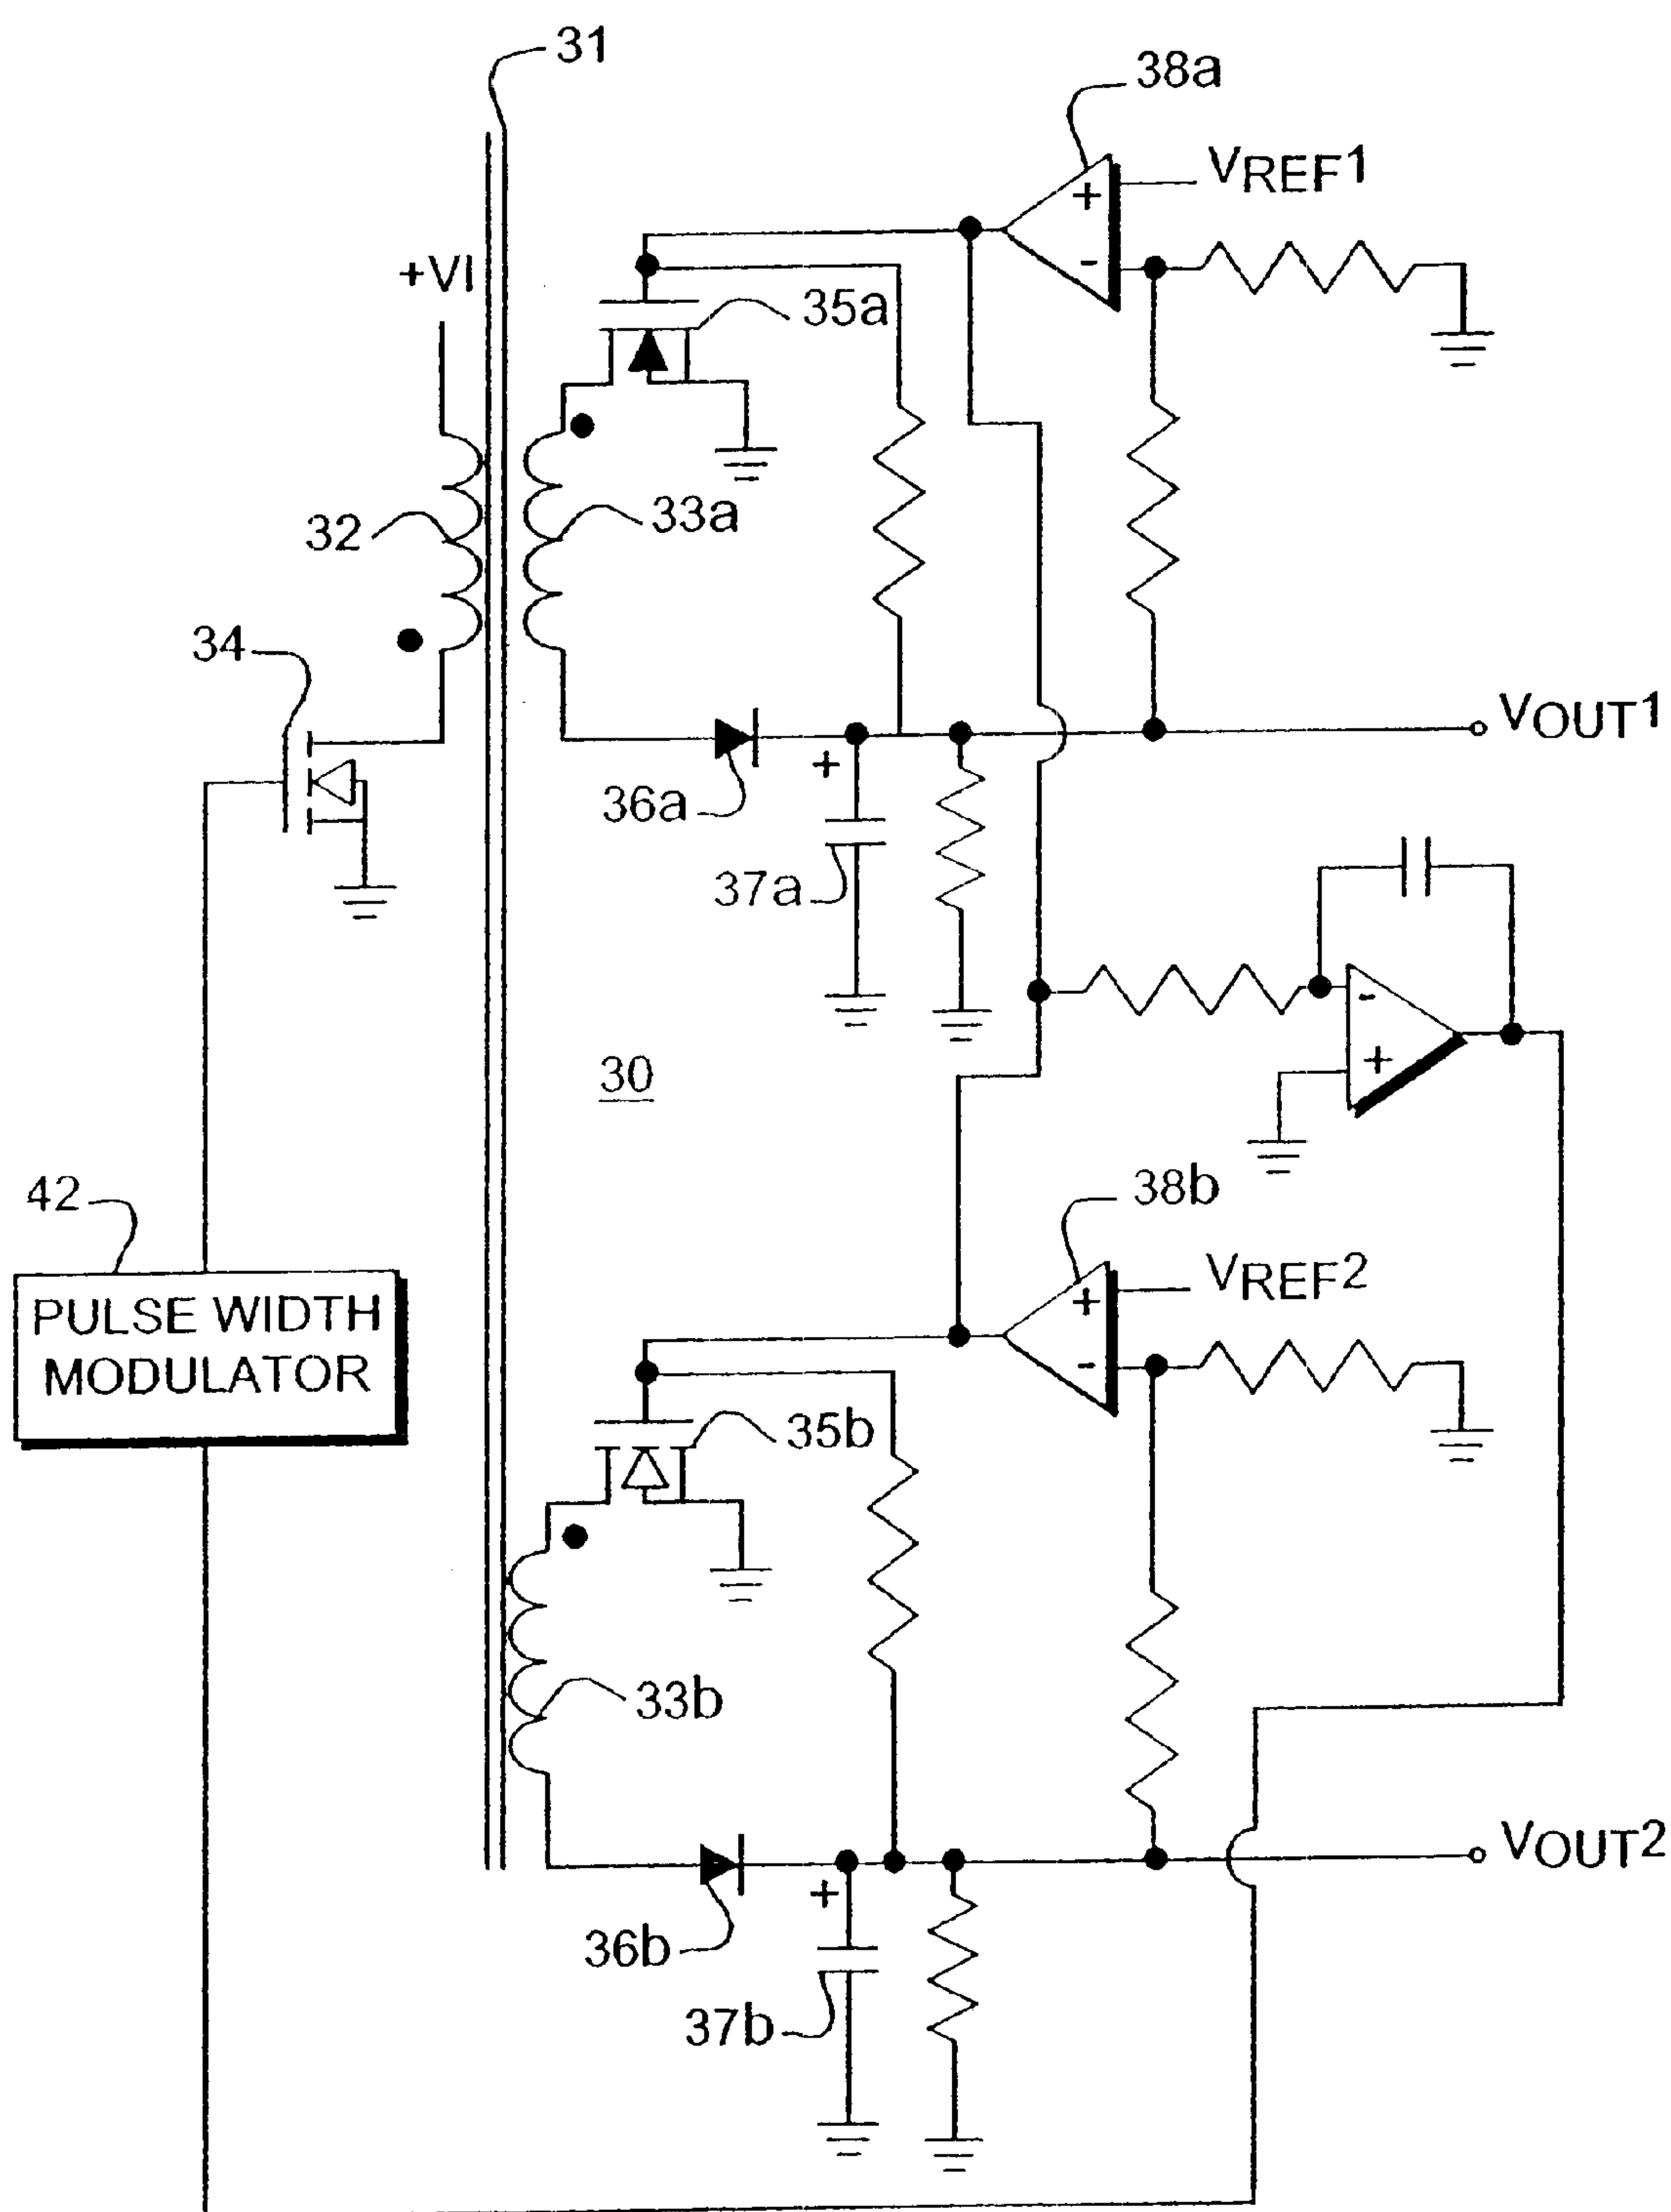 31
38a
VREF1
+VI
+
-
35a
32
33a
34
VOUT1
+
36a
37a
-
+
30
42
38b
VREF2
PULSE WIDTH
MODULATOR
+
-
35b
33b
VOUT2
+
36b
37b